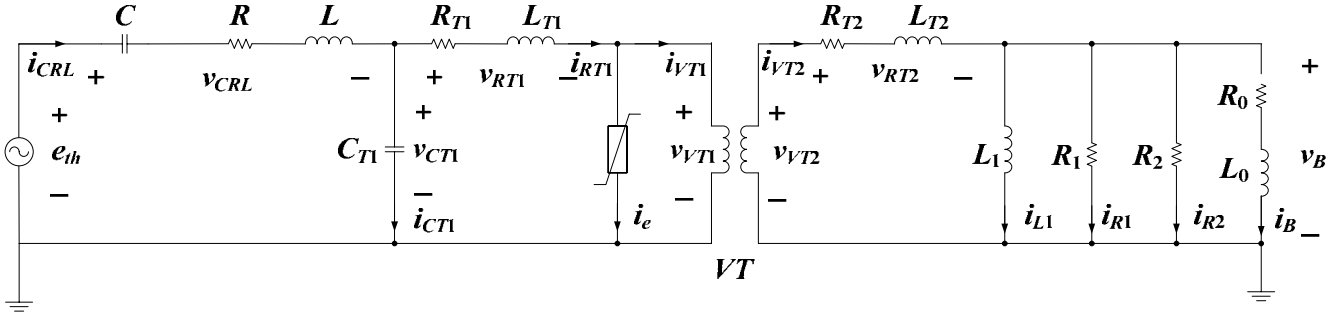 C R L R_T1 L_T1 R_T2 L_T2
i_CRL + v_CRL − + v_RT1 − i_RT1 i_VT1 i_VT2 + v_RT2 − + R_0
+ e_th − C_T1 + v_CT1 − + v_VT1 − + v_VT2 − L_1 R_1 R_2 L_0 v_B
i_CT1 i_e i_L1 i_R1 i_R2 i_B −
VT